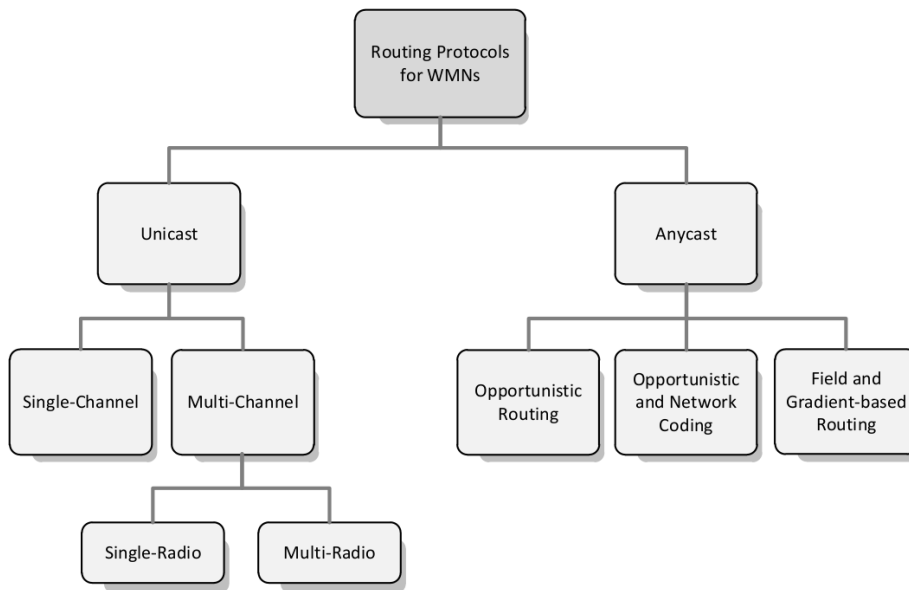 Routing Protocols
for WMNs
Unicast
Anycast
Single-Channel
Multi-Channel
Opportunistic
Routing
Opportunistic
and Network
Coding
Field and
Gradient-based
Routing
Single-Radio
Multi-Radio